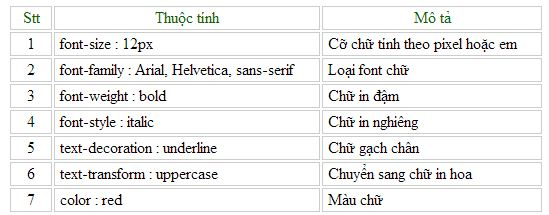 Stt Thuộc tính Mô tả
1 font-size : 12px Cỡ chữ tính theo pixel hoặc em
2 font-family : Arial, Helvetica, sans-serif Loại font chữ
3 font-weight : bold Chữ in đậm
4 font-style : italic Chữ in nghiêng
5 text-decoration : underline Chữ gạch chân
6 text-transform : uppercase Chuyển sang chữ in hoa
7 color : red Màu chữ